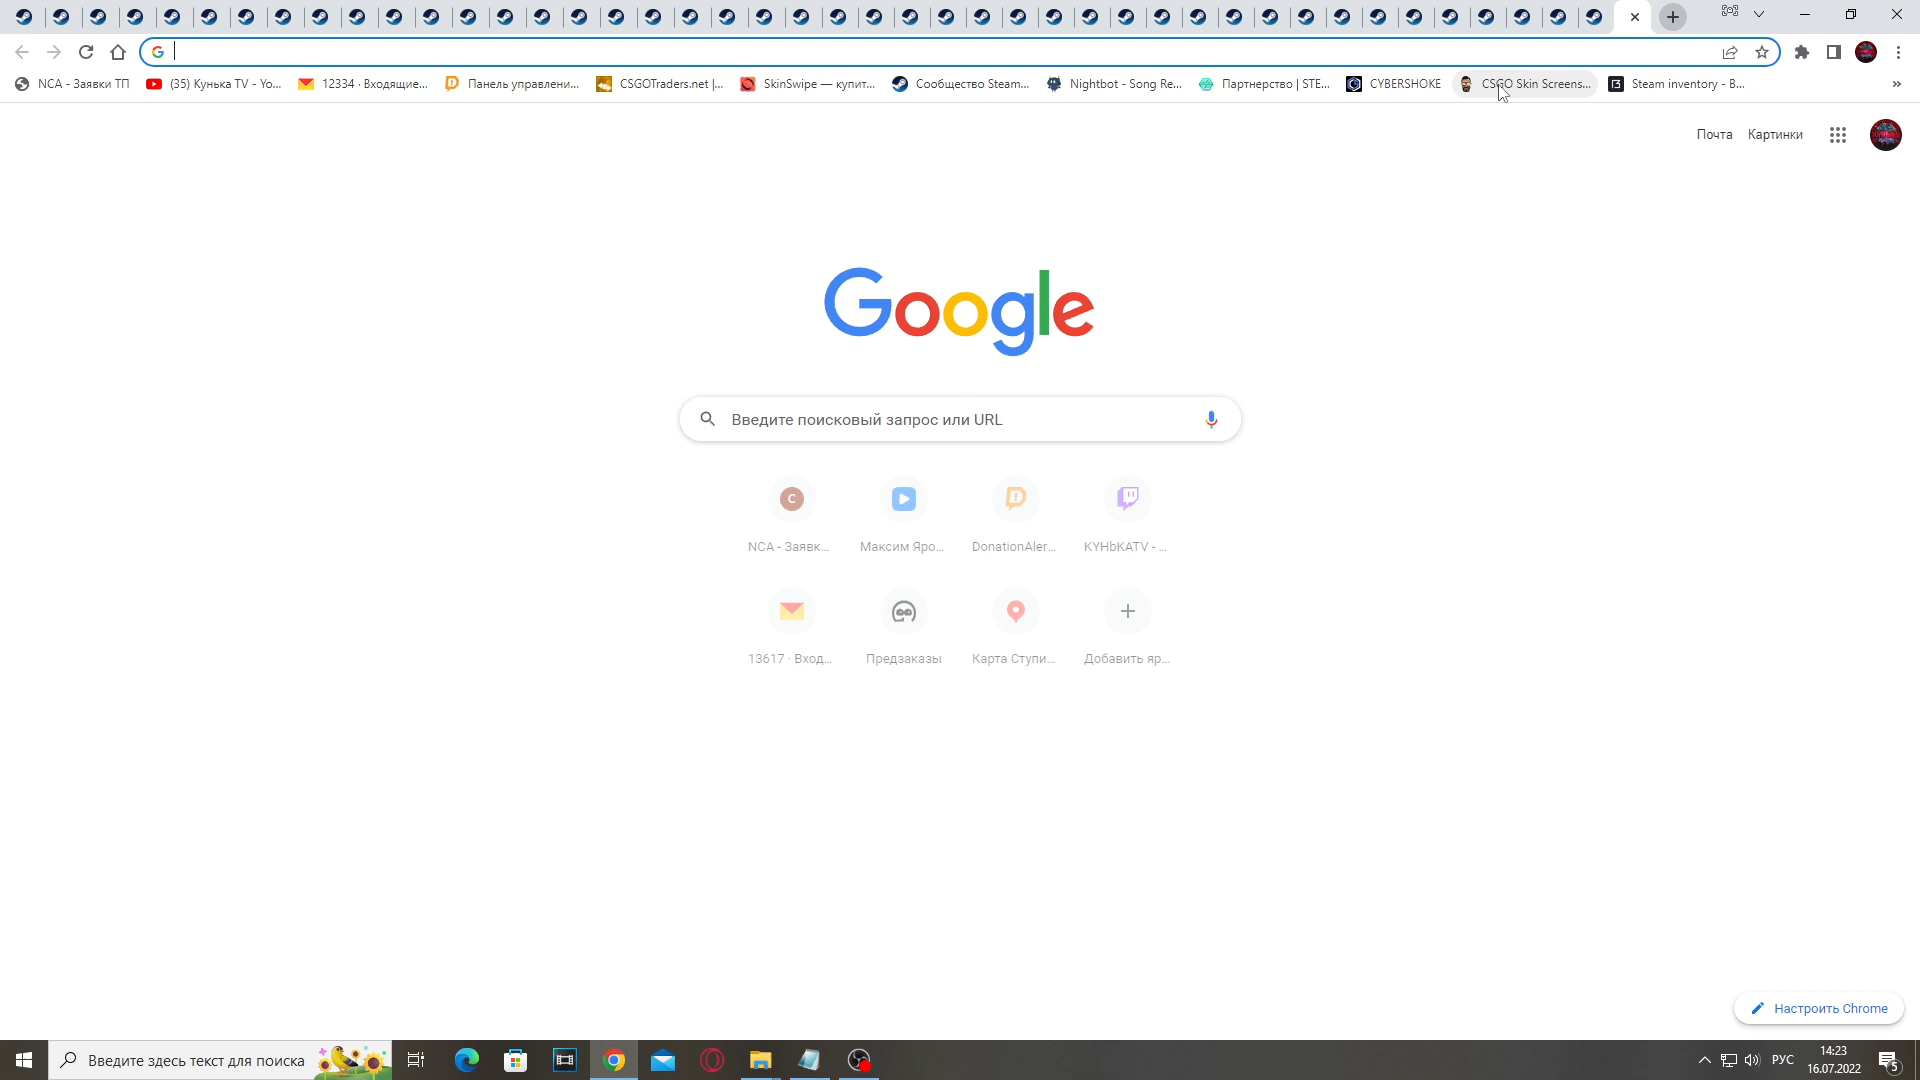 NCA - Заявки ТП
(35) Кунька TV - Yo...
12334 · Входящие...
Панель управлени...
CSGOTraders.net |...
SkinSwipe — купит...
Сообщество Steam...
Nightbot - Song Re...
Партнерство | STE...
CYBERSHOKE
CSGO Skin Screens...
Steam inventory - B...
Почта
Картинки
Google
Введите поисковый запрос или URL
C
NCA - Заявк...
Максим Яро...
DonationAler...
KYHbKATV - ...
13617 · Вход...
Предзаказы
Карта Ступи...
Добавить яр...
Настроить Chrome
Введите здесь текст для поиска
РУС
14:23
16.07.2022
5